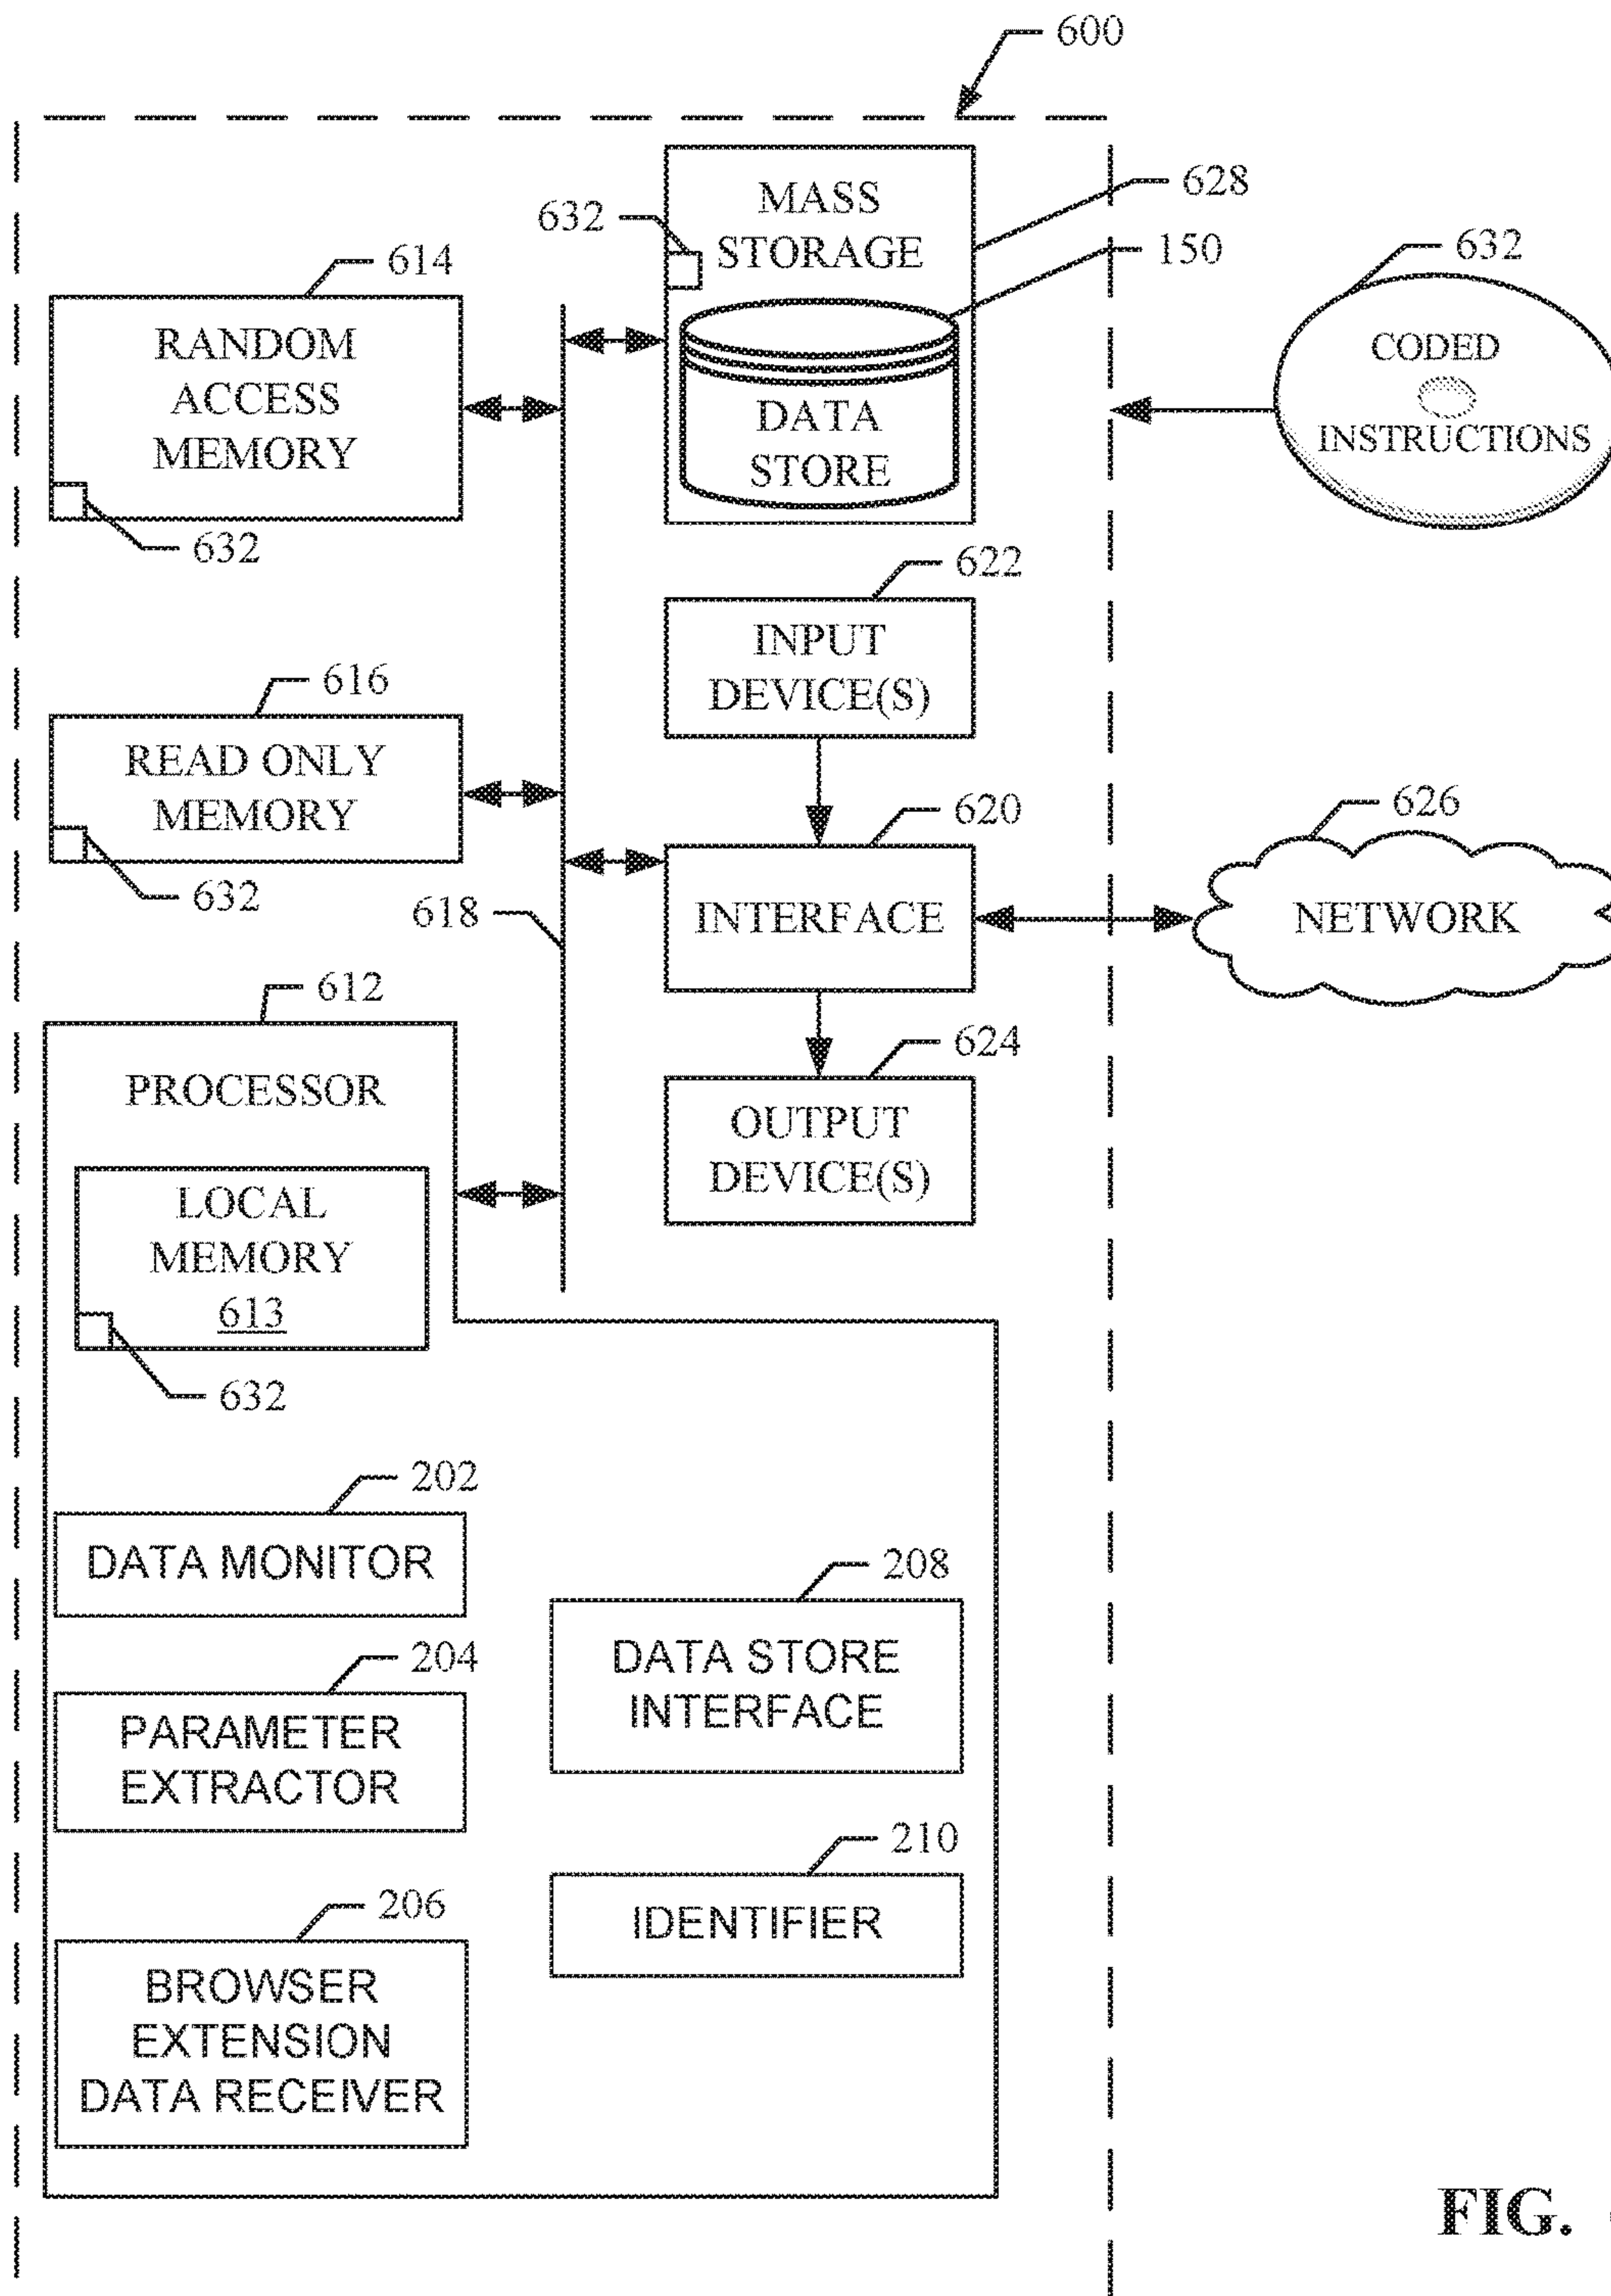 600
MASS
STORAGE
628
632
150
DATA
STORE
614
RANDOM
ACCESS
MEMORY
632
632
CODED
INSTRUCTIONS
622
INPUT
DEVICE(S)
616
READ ONLY
MEMORY
632
620
INTERFACE
618
626
NETWORK
612
PROCESSOR
LOCAL
MEMORY
613
632
624
OUTPUT
DEVICE(S)
202
DATA MONITOR
204
PARAMETER
EXTRACTOR
206
BROWSER
EXTENSION
DATA RECEIVER
208
DATA STORE
INTERFACE
210
IDENTIFIER
FIG.